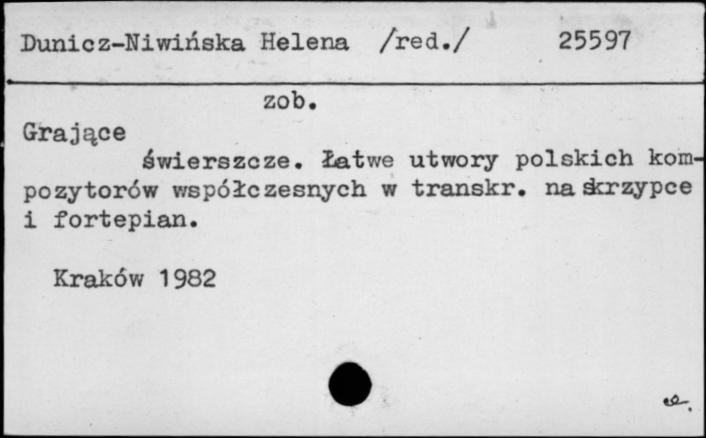 Dunicz-Niwińska Helena /red./ 25597
zob.
Grające
świerszcze. Łatwe utwory polskich kom-
pozytorów współczesnych w transkr. na skrzypce
i fortepian.
Kraków 1982